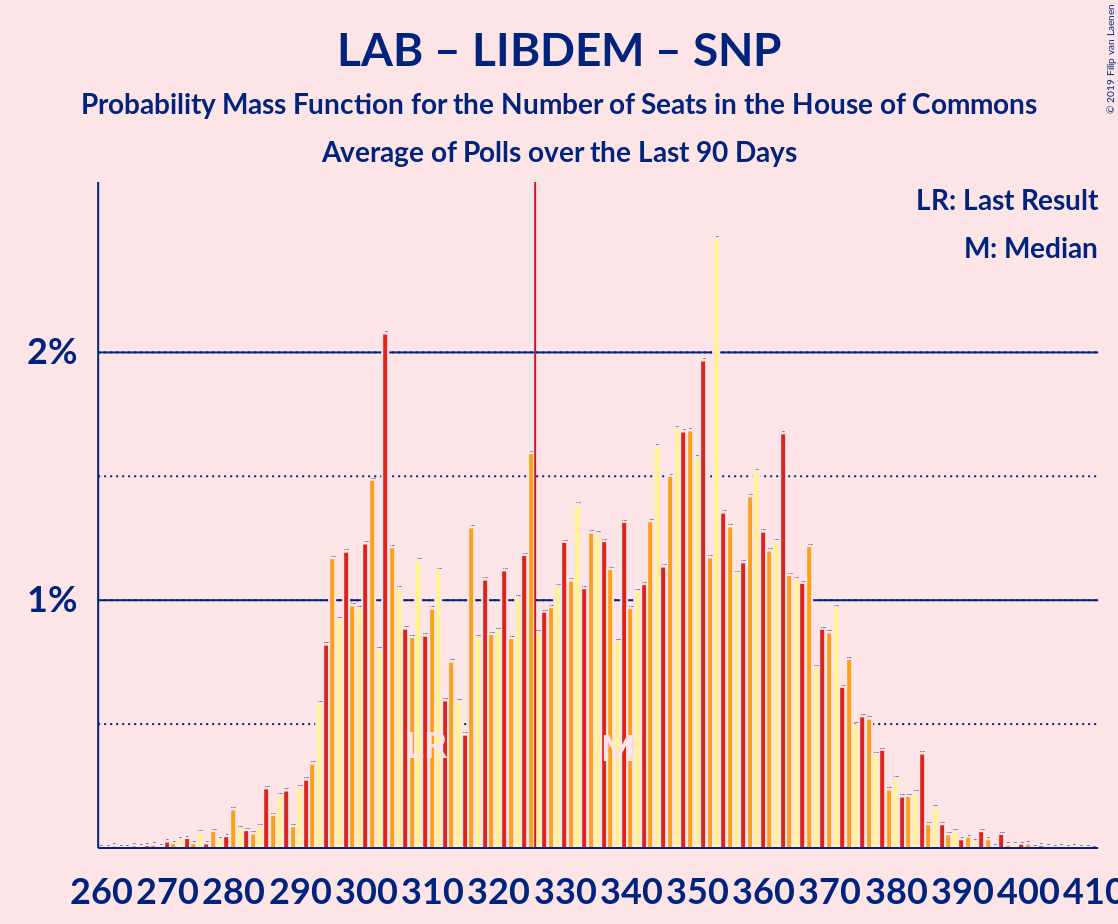 LAB – LIBDEM – SNP
Probability Mass Function for the Number of Seats in the House of Commons
Average of Polls over the Last 90 Days
© 2019 Filip van Laenen
LR: Last Result
M: Median
2%
1%
LR M
260 270 280 290 300 310 320 330 340 350 360 370 380 390 400 410